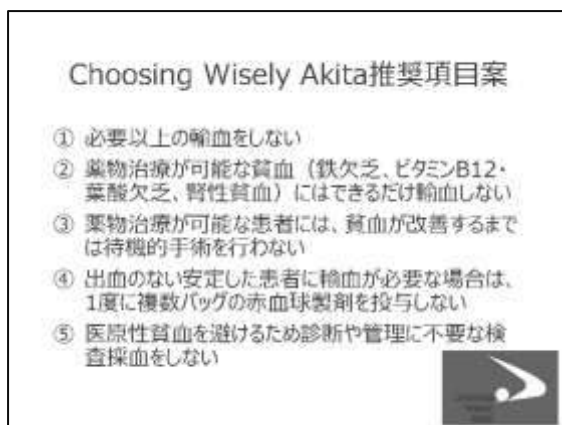 Choosing Wisely Akita推奨項目案
① 必要以上の輸血をしない
② 薬物治療が可能な貧血（鉄欠乏、ビタミンB12・
葉酸欠乏、腎性貧血）にはできるだけ輸血しない
③ 薬物治療が可能な患者には、貧血が改善するまで
は待機的手術を行わない
④ 出血のない安定した患者に輸血が必要な場合は、
1度に複数バッグの赤血球製剤を投与しない
⑤ 医原性貧血を避けるため診断や管理に不要な検
査採血をしない